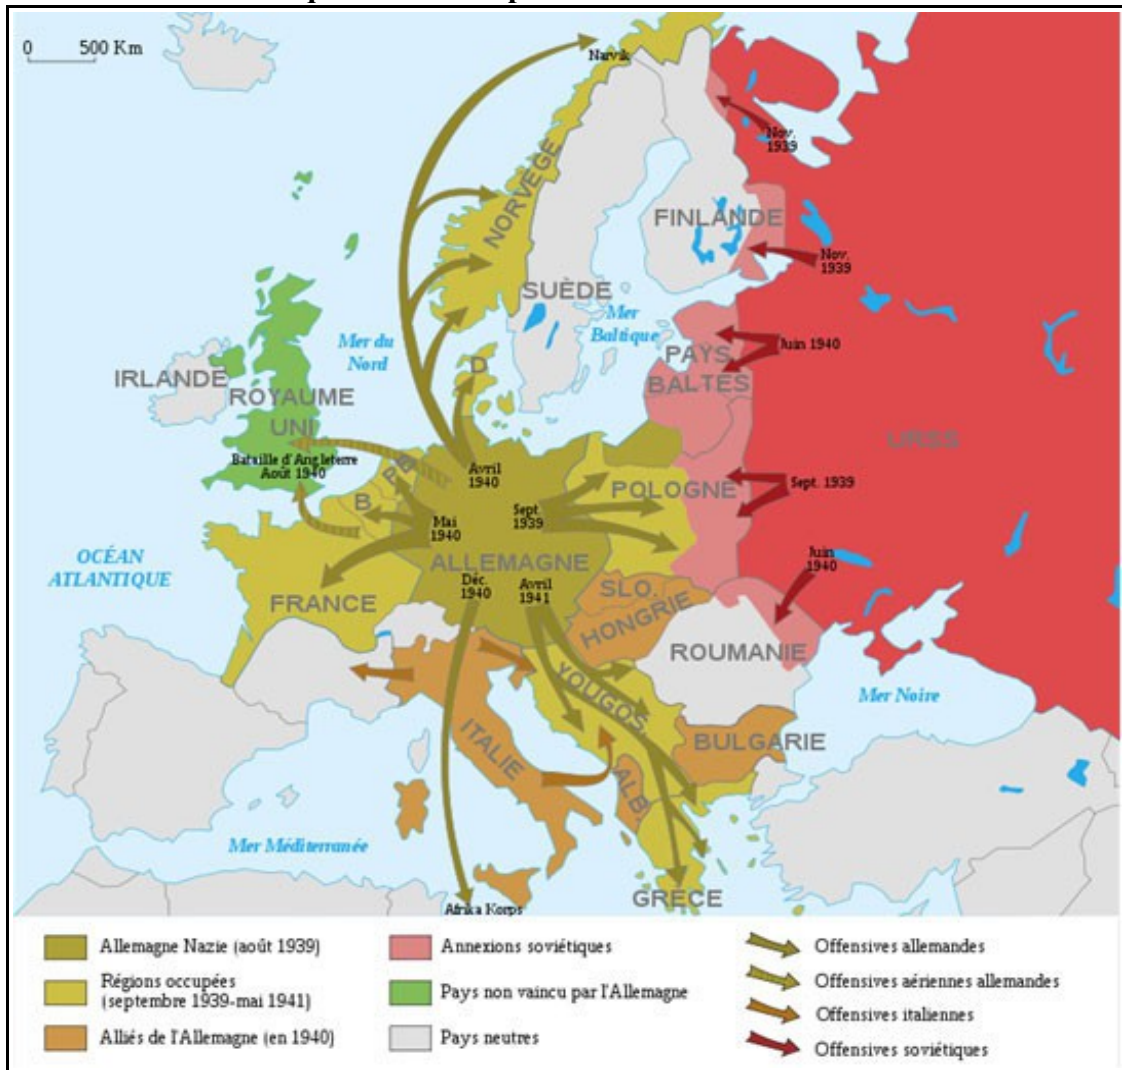 0 500 Km
Narvik
Nov.
1939
NORVÈGE
FINLANDE
Nov.
1939
SUÈDE
Mer
Baltique
Mer du
Nord
Juin 1940
PAYS
BALTES
D
IRLANDE
ROYAUME
UNI
URSS
Bataille d'Angleterre
Août 1940
PB
Avril
1940
Sept. 1939
POLOGNE
B
Mai
1940
Sept.
1939
OCÉAN
ATLANTIQUE
ALLEMAGNE
Juin
1940
Déc.
1940
Avril
1941
SLO.
HONGRIE
FRANCE
ROUMANIE
YOUGOS.
Mer Noire
ITALIE
BULGARIE
ALB.
Mer Méditerranée
GRÈCE
Afrika Korps
Allemagne Nazie (août 1939)
Régions occupées
(septembre 1939-mai 1941)
Alliés de l'Allemagne (en 1940)
Annexions soviétiques
Pays non vaincu par l'Allemagne
Pays neutres
Offensives allemandes
Offensives aériennes allemandes
Offensives italiennes
Offensives soviétiques